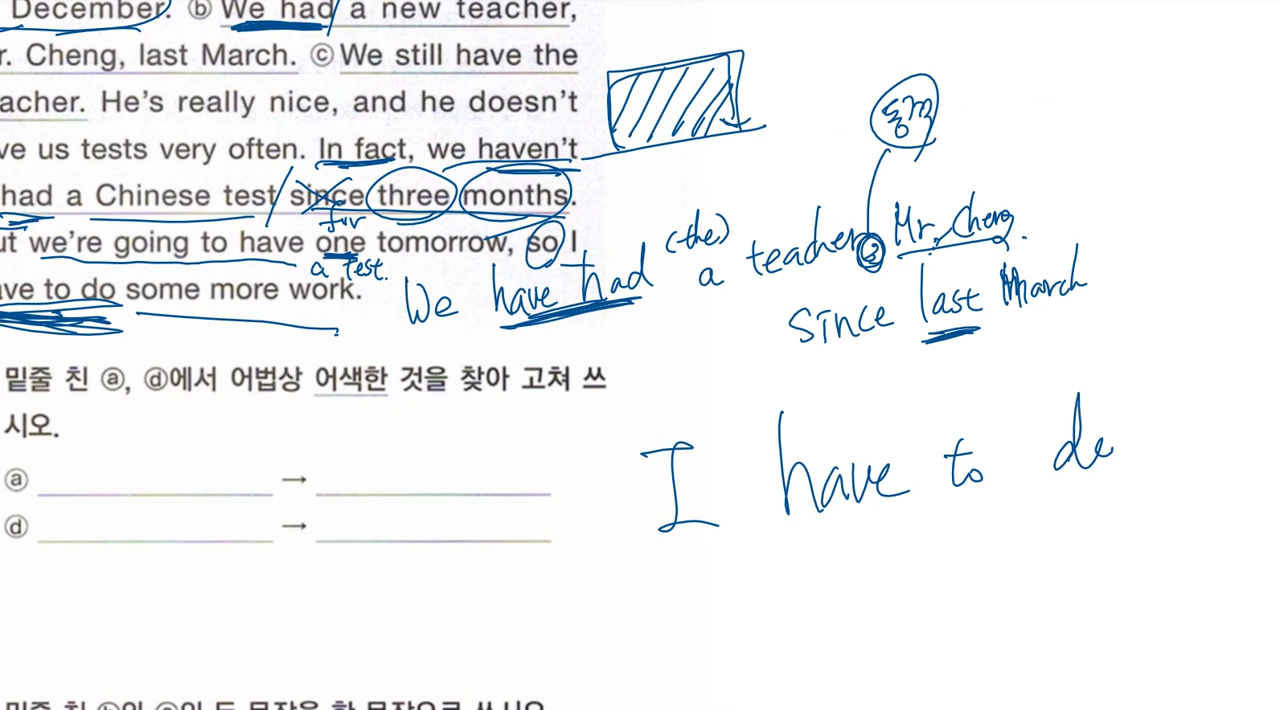 December. ⓑ We had a new teacher,
r. Cheng, last March. ⓒ We still have the
acher. He's really nice, and he doesn't
동격
ve us tests very often. In fact, we haven't
had a Chinese test since three months.
for
ut we're going to have one tomorrow, so I
a test.
ave to do some more work.
We have had (the) a teacher, Mr. Cheng.
since last March
밑줄 친 ⓐ, ⓓ에서 어법상 어색한 것을 찾아 고쳐 쓰
시오.
I have to do
ⓐ →
ⓓ →